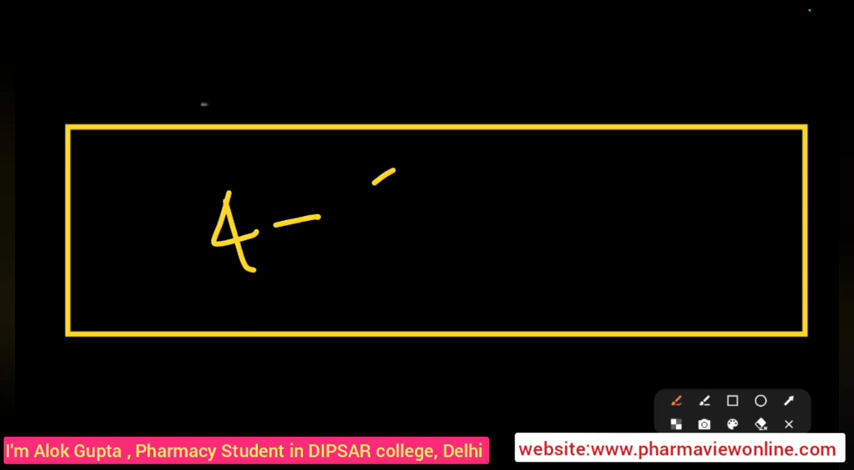 4 -
I'm Alok Gupta , Pharmacy Student in DIPSAR college, Delhi
website:www.pharmaviewonline.com